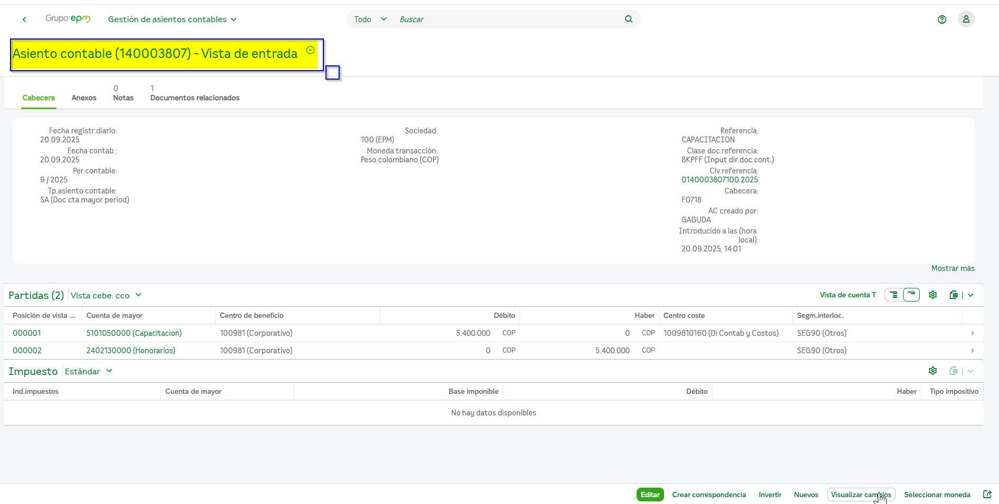 Grupo·epm
Gestión de asientos contables
Todo
Buscar
Asiento contable (140003807) - Vista de entrada
Cabecera
Anexos
0
Notas
1
Documentos relacionados
Fecha registr.diario:
20.09.2025
Fecha contab.:
20.09.2025
Per.contable:
9 / 2025
Tp.asiento contable:
SA (Doc cta.mayor period)
Sociedad:
100 (EPM)
Moneda transacción:
Peso colombiano (COP)
Referencia:
CAPACITACION
Clase doc.referencia:
BKPFF (Input dir.doc.cont.)
Clv.referencia:
0140003807100 2025
Cabecera:
F0718
AC creado por:
GAGUDA
Introducido a las (hora
local):
20.09.2025, 14:01
Mostrar más
Partidas (2) Vista cebe. cco
Vista de cuenta T
Posición de vista ... Cuenta de mayor Centro de beneficio Débito Haber Centro coste Segm.interloc.
000001 5101050000 (Capacitacion) 100981 (Corporativo) 5.400.000 COP 0 COP 1009810160 (Di Contab y Costos) SEG90 (Otros)
000002 2402130000 (Honorarios) 100981 (Corporativo) 0 COP 5.400.000 COP SEG90 (Otros)
Impuesto Estándar
Ind.impuestos Cuenta de mayor Base imponible Débito Haber Tipo impositivo
No hay datos disponibles
Editar Crear correspondencia Invertir Nuevos Visualizar cambios Seleccionar moneda